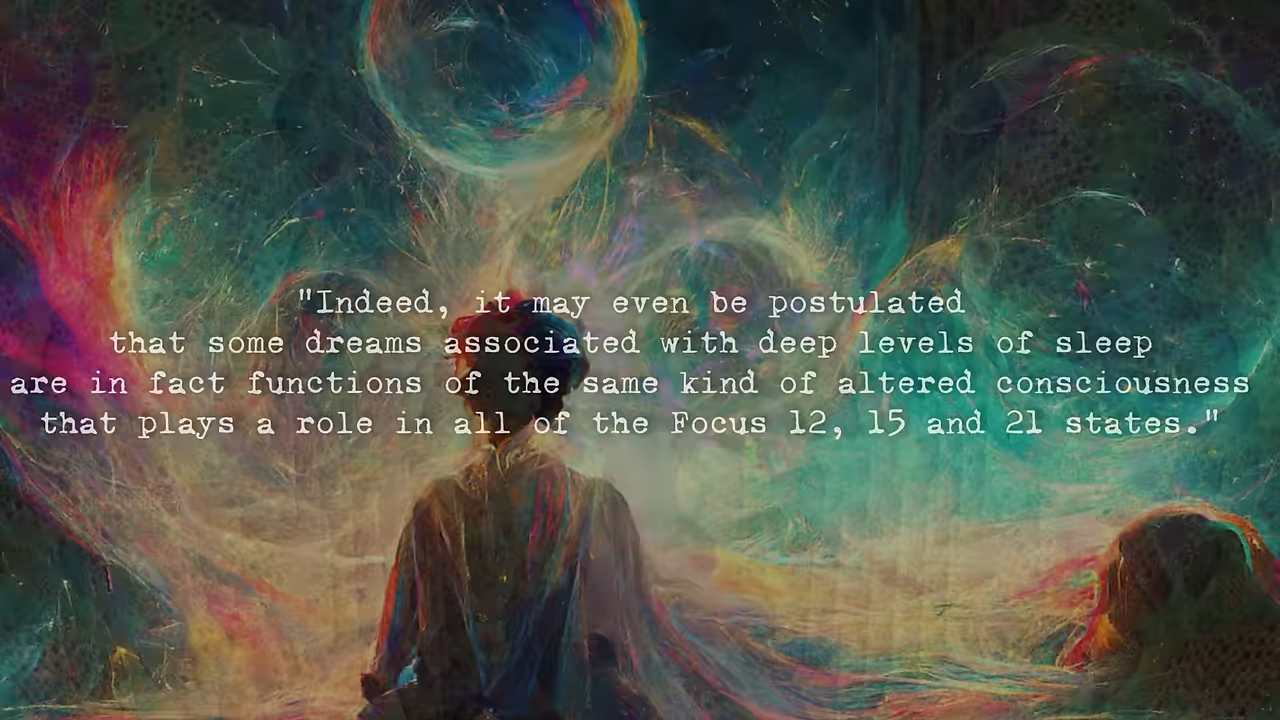 "Indeed, it may even be postulated
that some dreams associated with deep levels of sleep
are in fact functions of the same kind of altered consciousness
that plays a role in all of the Focus 12, 15 and 21 states."